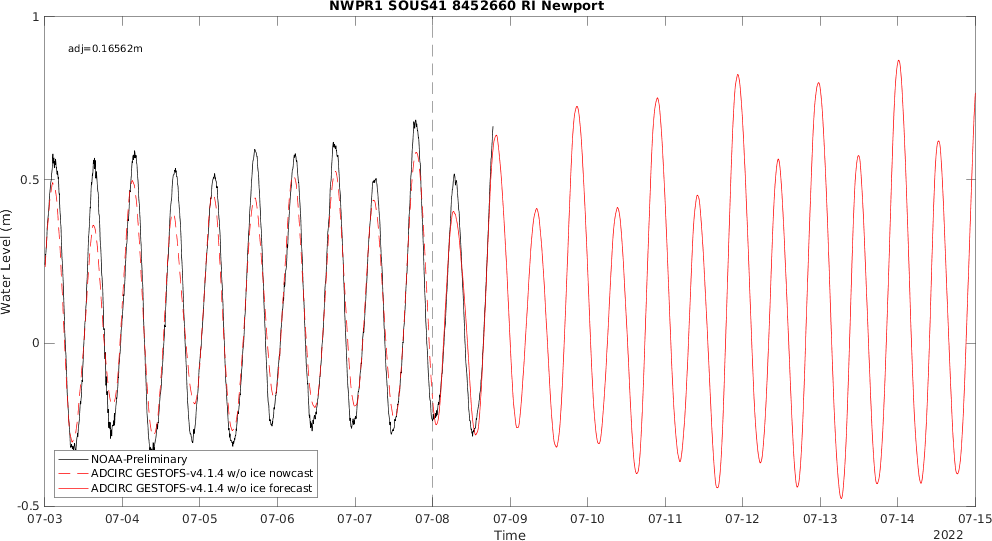 NWPR1 SOUS41 8452660 RI Newport
adj=0.16562m
1
0.5
0
-0.5
Water Level (m)
NOAA-Preliminary
ADCIRC GESTOFS-v4.1.4 w/o ice nowcast
ADCIRC GESTOFS-v4.1.4 w/o ice forecast
07-03 07-04 07-05 07-06 07-07 07-08 07-09 07-10 07-11 07-12 07-13 07-14 07-15
Time
2022